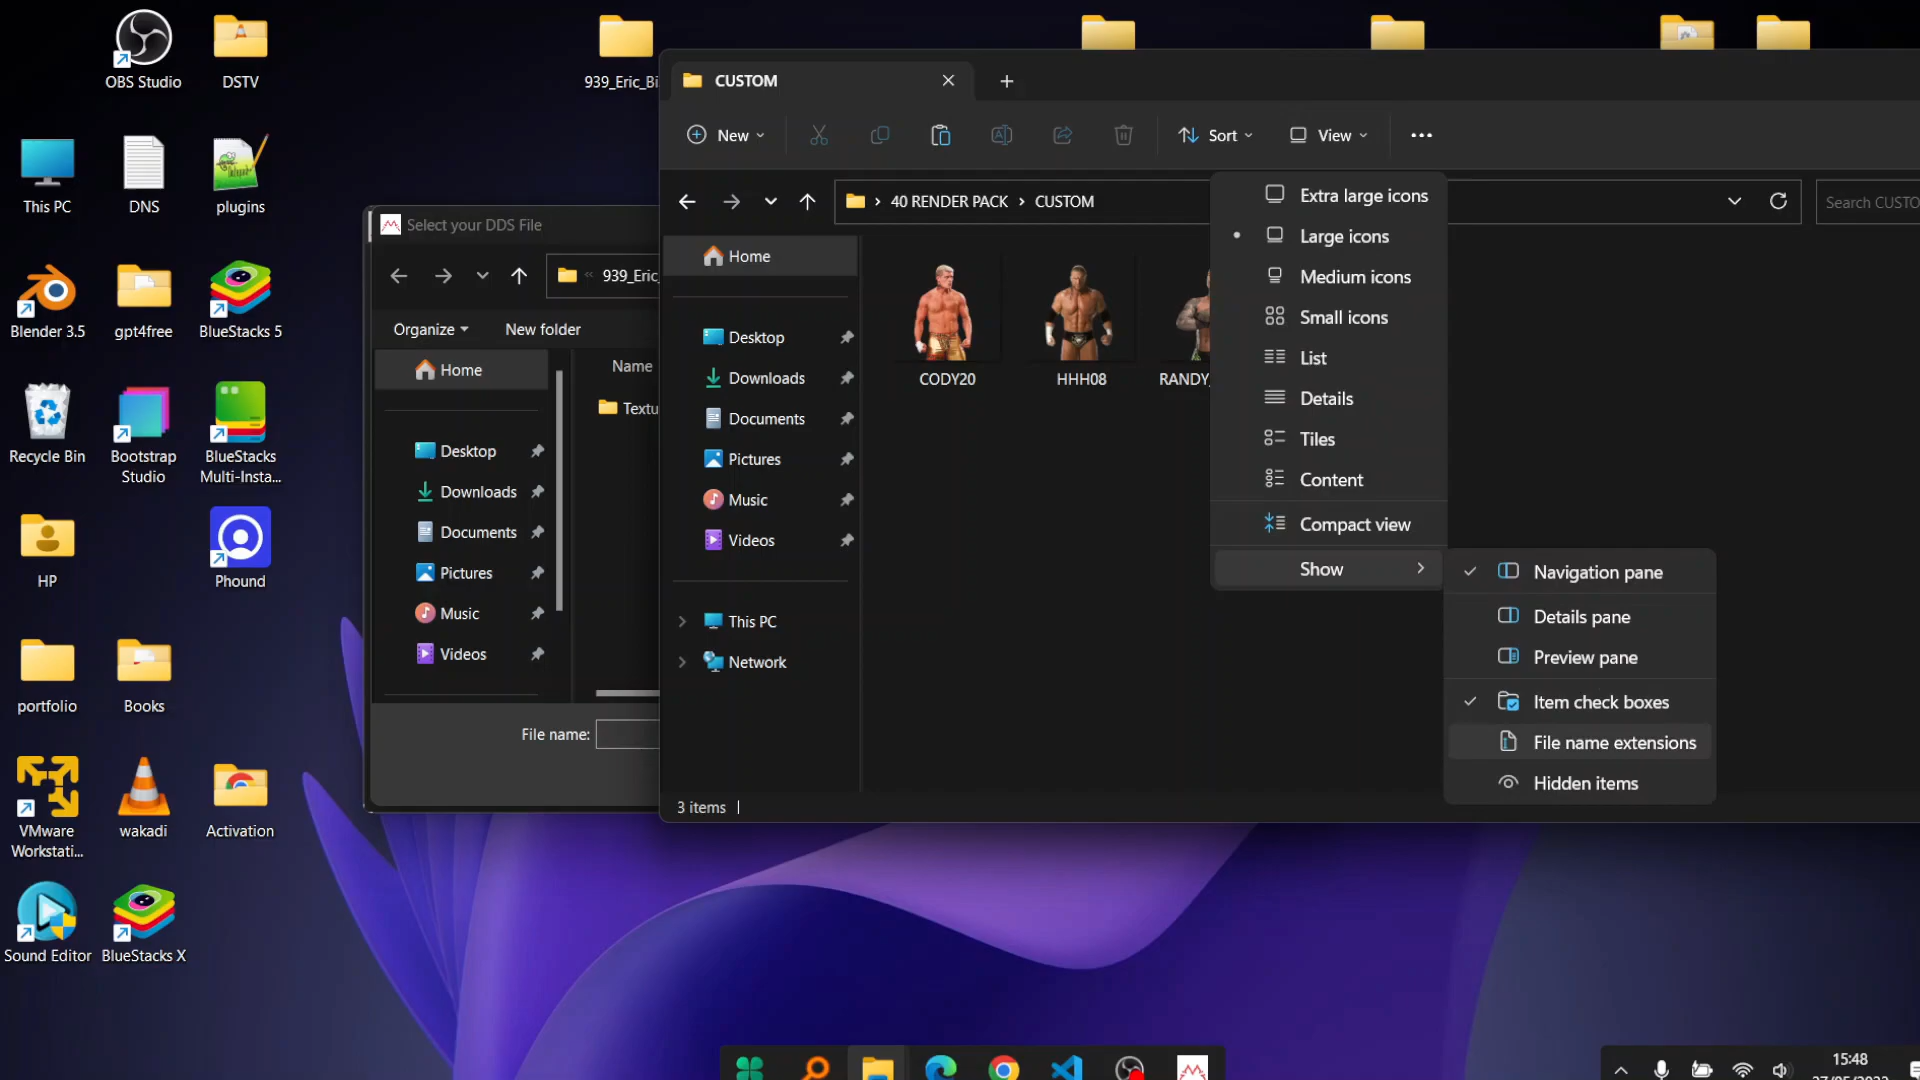 OBS Studio
DSTV
939_Eric_Bi
This PC
DNS
plugins
Blender 3.5
gpt4free
BlueStacks 5
Recycle Bin
Bootstrap
Studio
BlueStacks
Multi-Insta...
HP
Phound
portfolio
Books
VMware
Workstati...
wakadi
Activation
Sound Editor
BlueStacks X
Select your DDS File
939_Eric_
Organize
New folder
Home
Name
Textu
Desktop
Downloads
Documents
Pictures
Music
Videos
File name:
CUSTOM
New
Sort
View
40 RENDER PACK
CUSTOM
Search CUSTO
Home
Desktop
Downloads
Documents
Pictures
Music
Videos
This PC
Network
CODY20
HHH08
RANDY_
3 items
Extra large icons
Large icons
Medium icons
Small icons
List
Details
Tiles
Content
Compact view
Show
Navigation pane
Details pane
Preview pane
Item check boxes
File name extensions
Hidden items
15:48